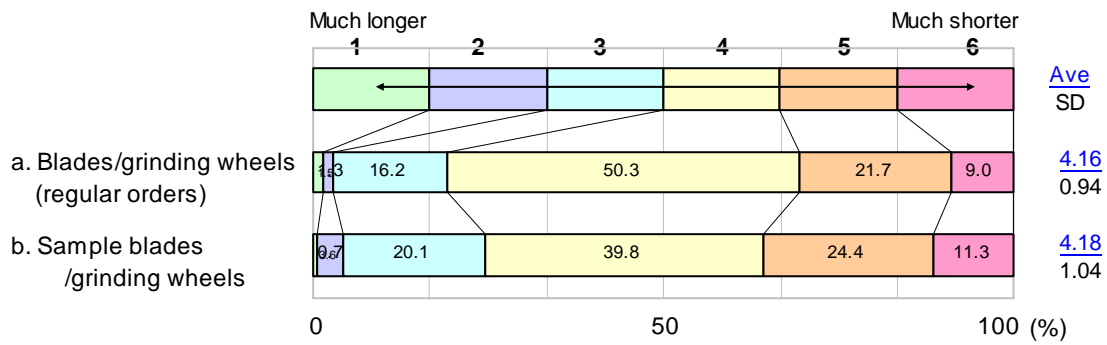 Much longer Much shorter
1 2 3 4 5 6
Ave
SD
a. Blades/grinding wheels
(regular orders)
16.2 50.3 21.7 9.0
4.16
0.94
b. Sample blades
/grinding wheels
20.1 39.8 24.4 11.3
4.18
1.04
0 50 100 (%)